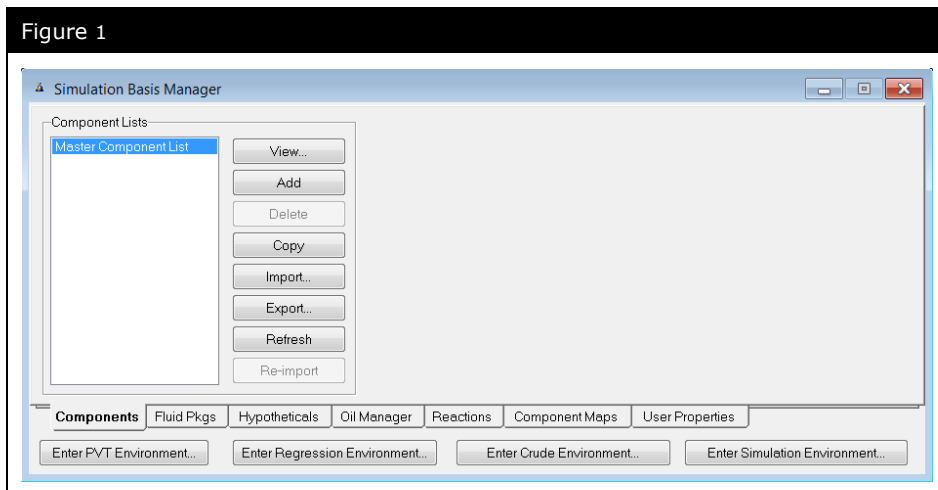 Figure 1
Simulation Basis Manager
Component Lists
Master Component List
View...
Add
Delete
Copy
Import...
Export...
Refresh
Re-import
Components Fluid Pkgs Hypotheticals Oil Manager Reactions Component Maps User Properties
Enter PVT Environment... Enter Regression Environment... Enter Crude Environment... Enter Simulation Environment...